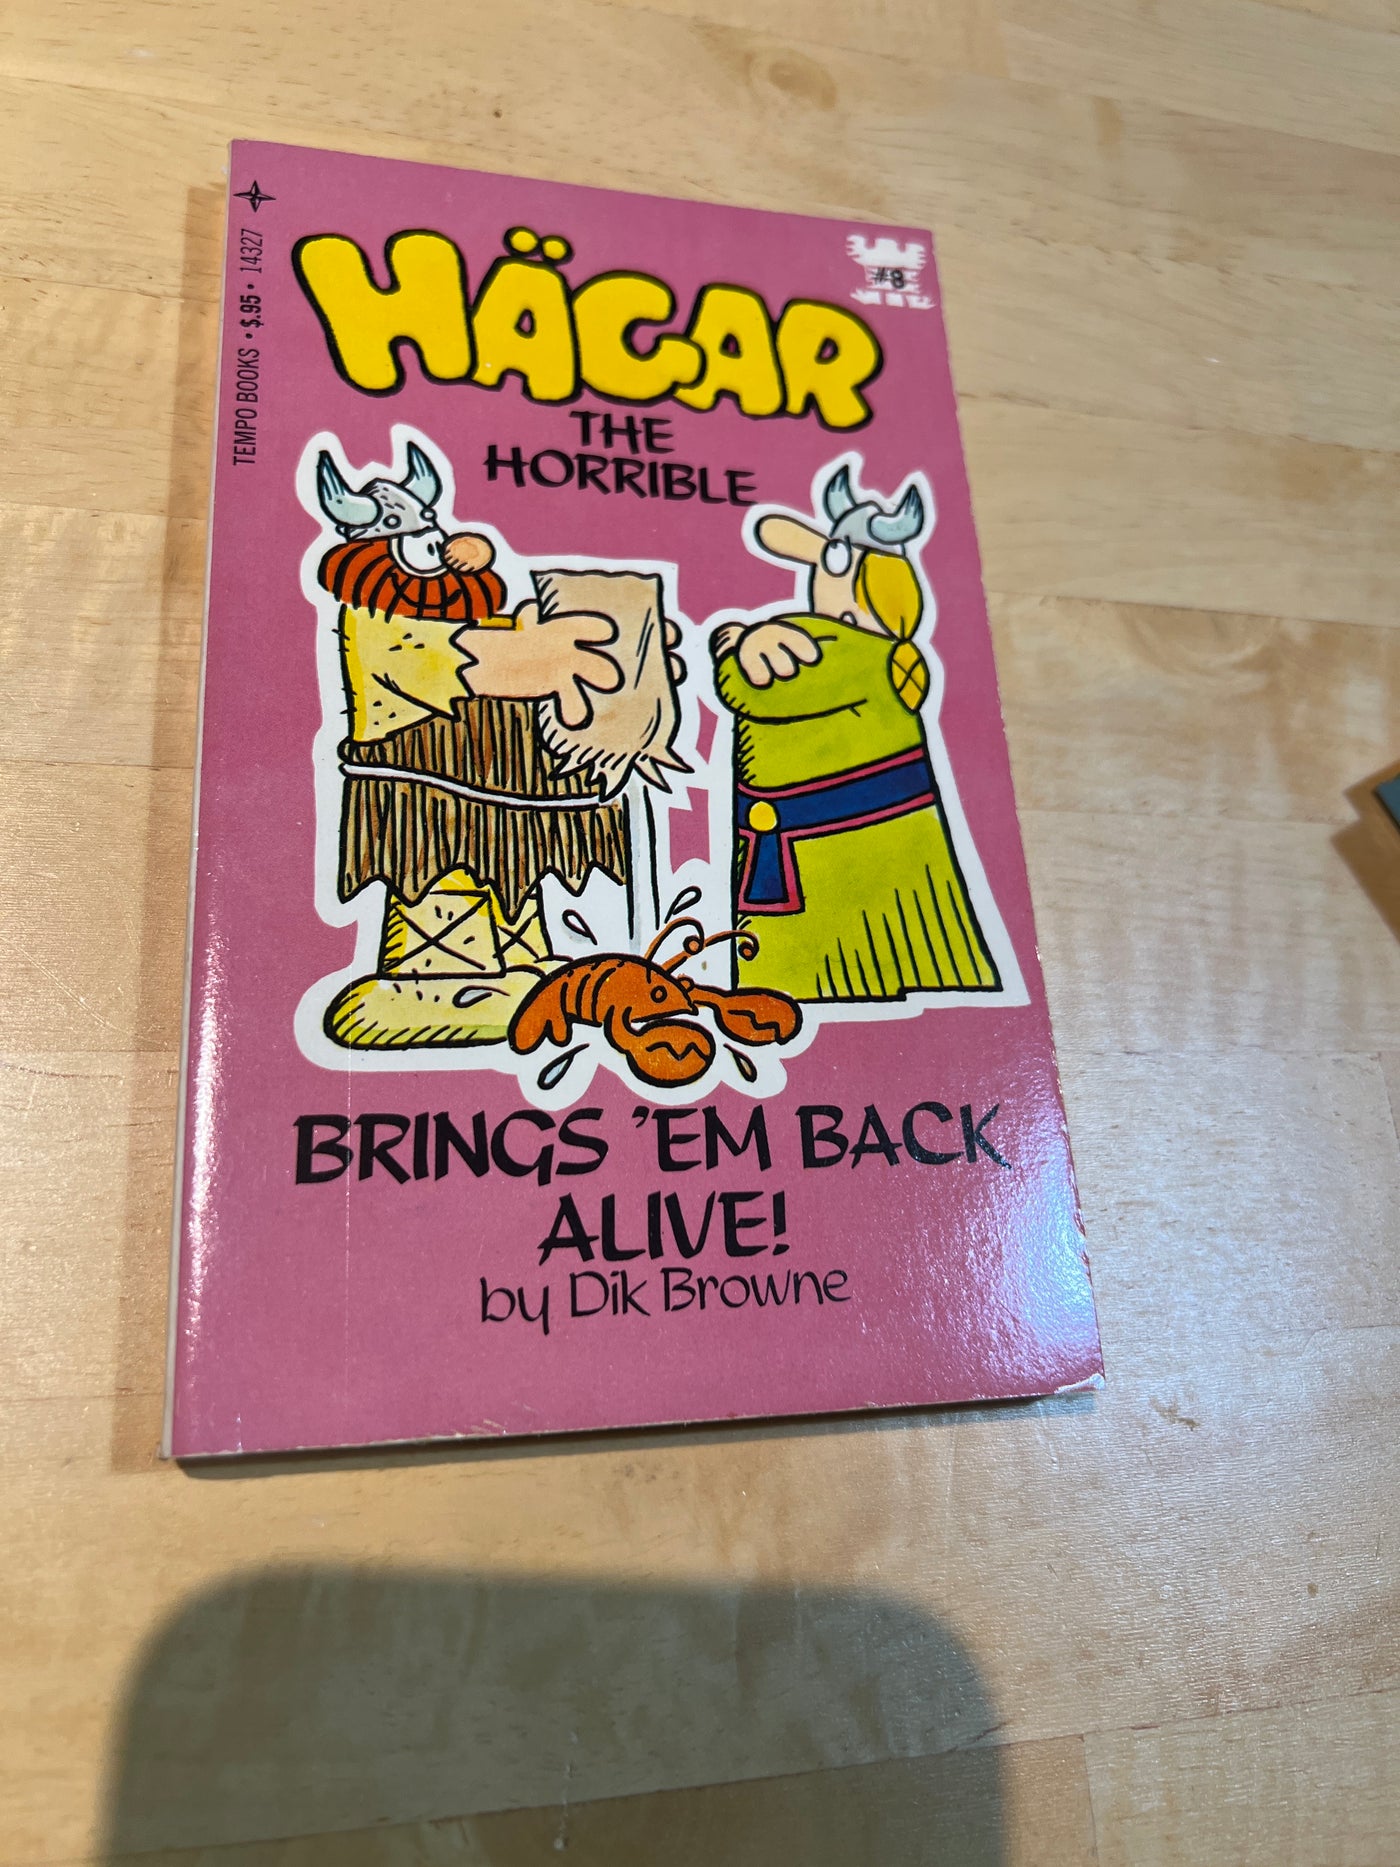 TEMPO BOOKS • $.95 • 14327
#8
HÄGAR
THE
HORRIBLE
BRINGS 'EM BACK
ALIVE!
by Dik Browne